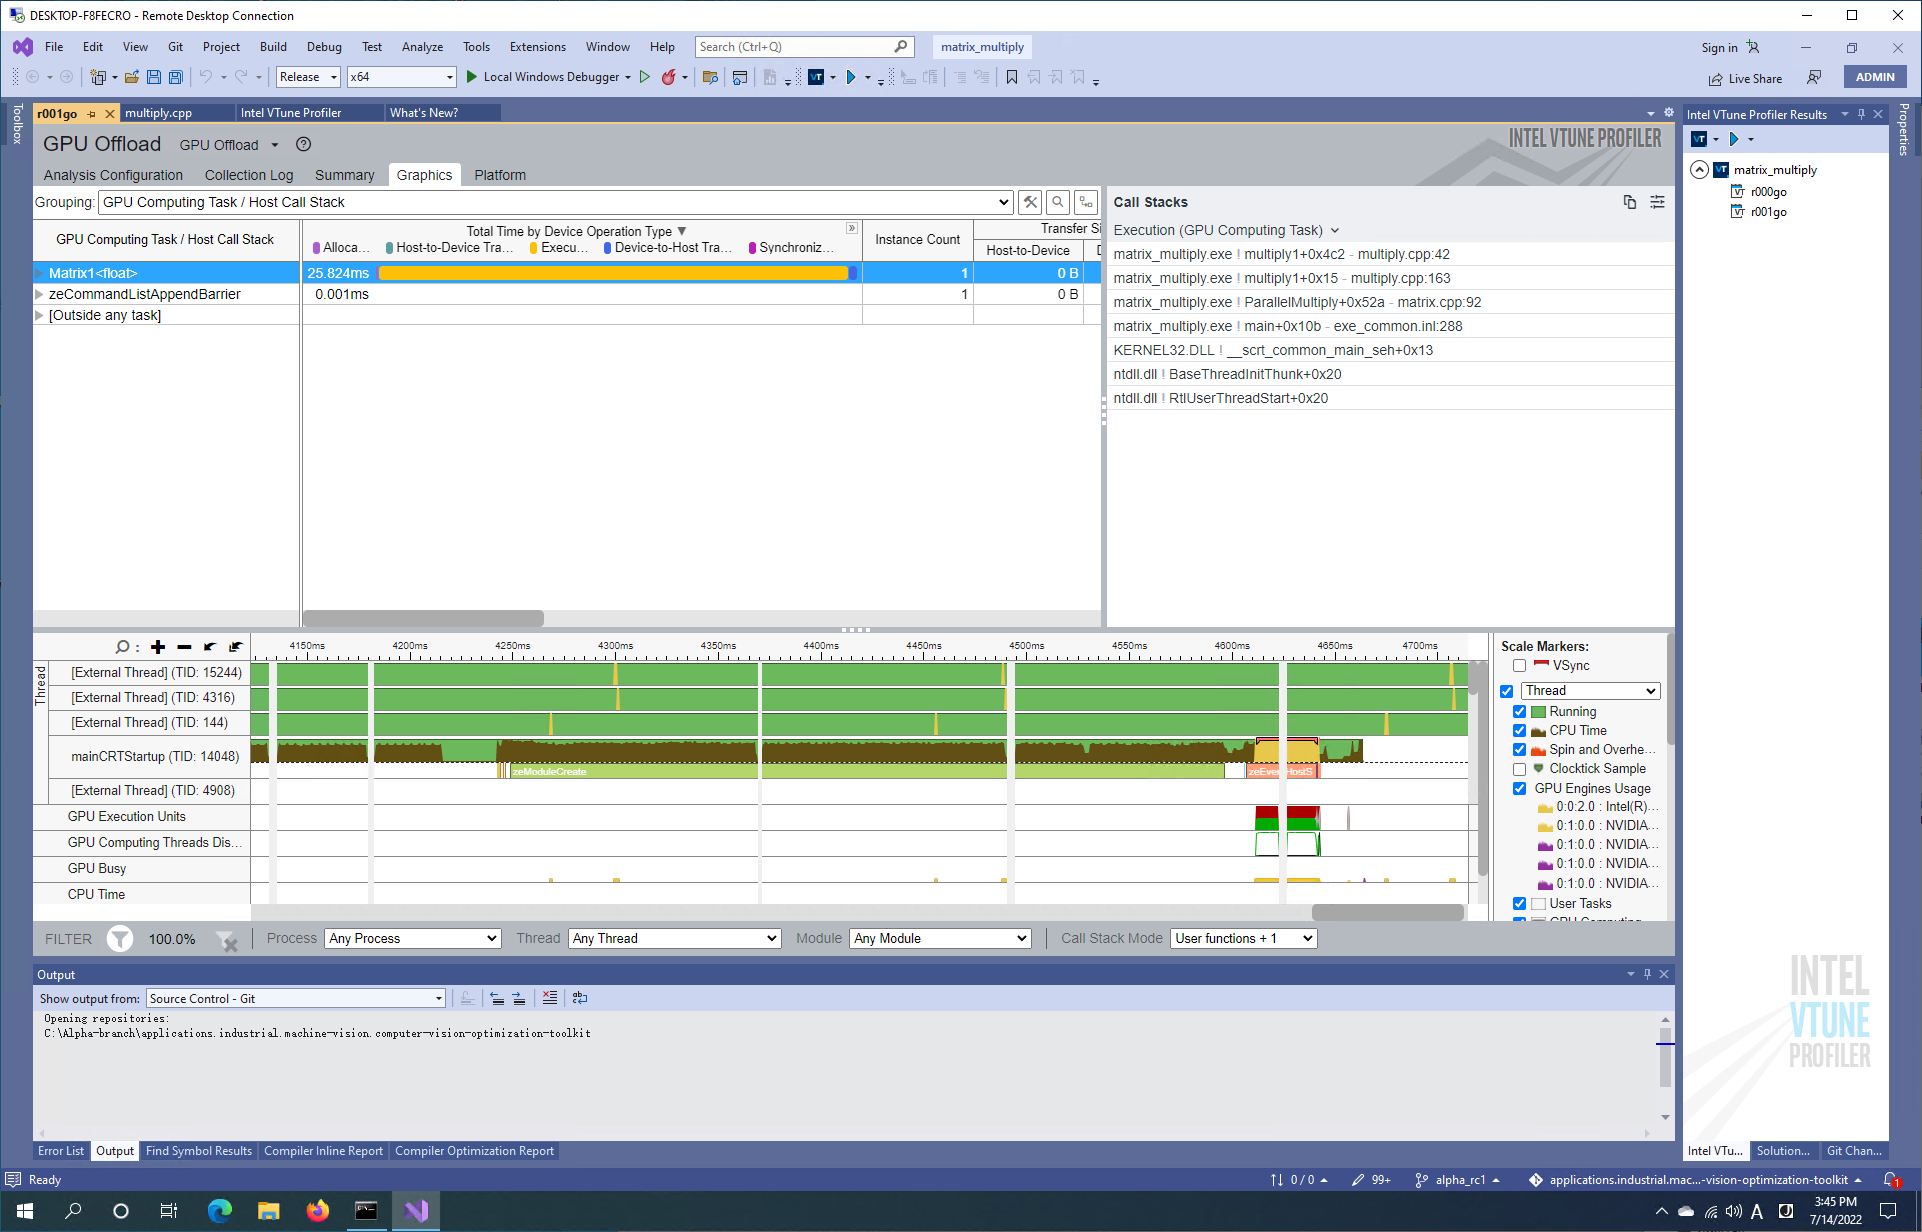 DESKTOP-F8FECRO - Remote Desktop Connection
File Edit View Git Project Build Debug Test Analyze Tools Extensions Window Help Search (Ctrl+Q) matrix_multiply Sign in
Release x64 Local Windows Debugger Live Share ADMIN
Toolbox
r001go multiply.cpp Intel VTune Profiler What's New?
GPU Offload GPU Offload
INTEL VTUNE PROFILER
Analysis Configuration Collection Log Summary Graphics Platform
Grouping: GPU Computing Task / Host Call Stack
GPU Computing Task / Host Call Stack
Total Time by Device Operation Type
Alloca... Host-to-Device Tra... Execu... Device-to-Host Tra... Synchroniz...
Instance Count
Transfer Si
Host-to-Device
Matrix1<float> 25.824ms 1 0 B
zeCommandListAppendBarrier 0.001ms 1 0 B
[Outside any task]
Call Stacks
Execution (GPU Computing Task)
matrix_multiply.exe ! multiply1+0x4c2 - multiply.cpp:42
matrix_multiply.exe ! multiply1+0x15 - multiply.cpp:163
matrix_multiply.exe ! ParallelMultiply+0x52a - matrix.cpp:92
matrix_multiply.exe ! main+0x10b - exe_common.inl:288
KERNEL32.DLL ! __scrt_common_main_seh+0x13
ntdll.dll ! BaseThreadInitThunk+0x20
ntdll.dll ! RtlUserThreadStart+0x20
Intel VTune Profiler Results
VT
matrix_multiply
r000go
r001go
Properties
4150ms 4200ms 4250ms 4300ms 4350ms 4400ms 4450ms 4500ms 4550ms 4600ms 4650ms 4700ms
Thread
[External Thread] (TID: 15244)
[External Thread] (TID: 4316)
[External Thread] (TID: 144)
mainCRTStartup (TID: 14048)
zeModuleCreate
[External Thread] (TID: 4908)
GPU Execution Units
GPU Computing Threads Dis...
GPU Busy
CPU Time
Scale Markers:
VSync
Thread
Running
CPU Time
Spin and Overhe...
Clocktick Sample
GPU Engines Usage
0:0:2.0 : Intel(R)...
0:1:0.0 : NVIDIA...
0:1:0.0 : NVIDIA...
0:1:0.0 : NVIDIA...
0:1:0.0 : NVIDIA...
User Tasks
FILTER 100.0% Process Any Process Thread Any Thread Module Any Module Call Stack Mode User functions + 1
Output
Show output from: Source Control - Git
Opening repositories:
C:\Alpha-branch\applications.industrial.machine-vision.computer-vision-optimization-toolkit
INTEL
VTUNE
PROFILER
Error List Output Find Symbol Results Compiler Inline Report Compiler Optimization Report
Intel VTu... Solution... Git Chan...
Ready 0 / 0 99+ alpha_rc1 applications.industrial.mac...-vision-optimization-toolkit 1
A
3:45 PM
7/14/2022